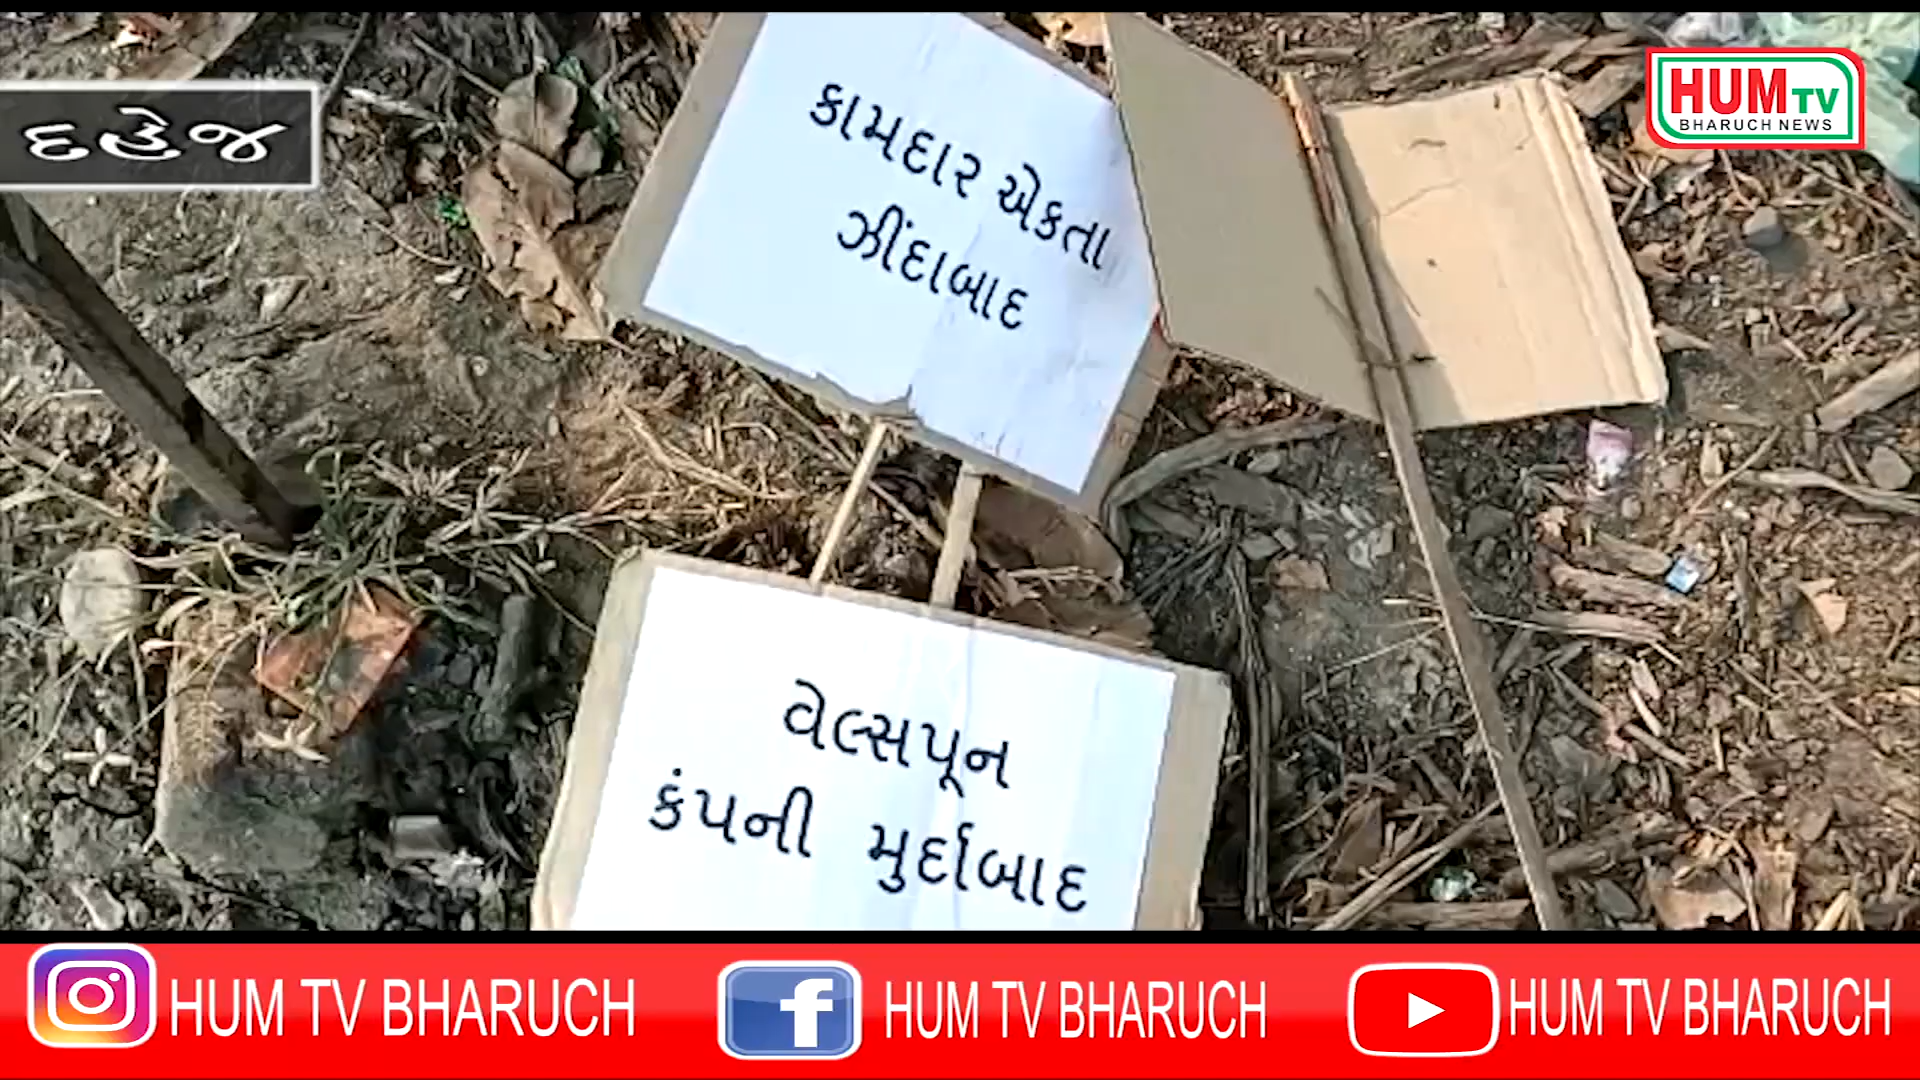 દહેજ
HUM TV
BHARUCH NEWS
કામદાર એકતા
ઝીંદાબાદ
વેલ્સપૂન
કંપની મુર્દાબાદ
HUM TV BHARUCH
HUM TV BHARUCH
HUM TV BHARUCH